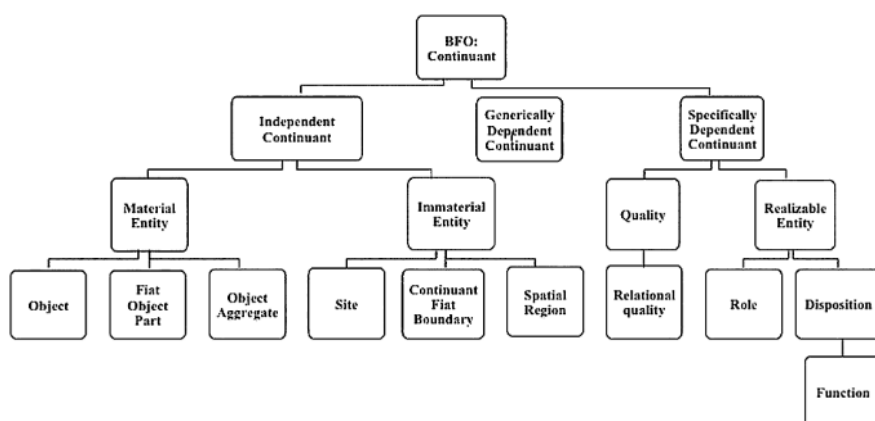 BFO:
Continuant
Independent
Continuant
Generically
Dependent
Continuant
Specifically
Dependent
Continuant
Material
Entity
Immaterial
Entity
Quality
Realizable
Entity
Object
Fiat
Object
Part
Object
Aggregate
Site
Continuant
Fiat
Boundary
Spatial
Region
Relational
quality
Role
Disposition
Function